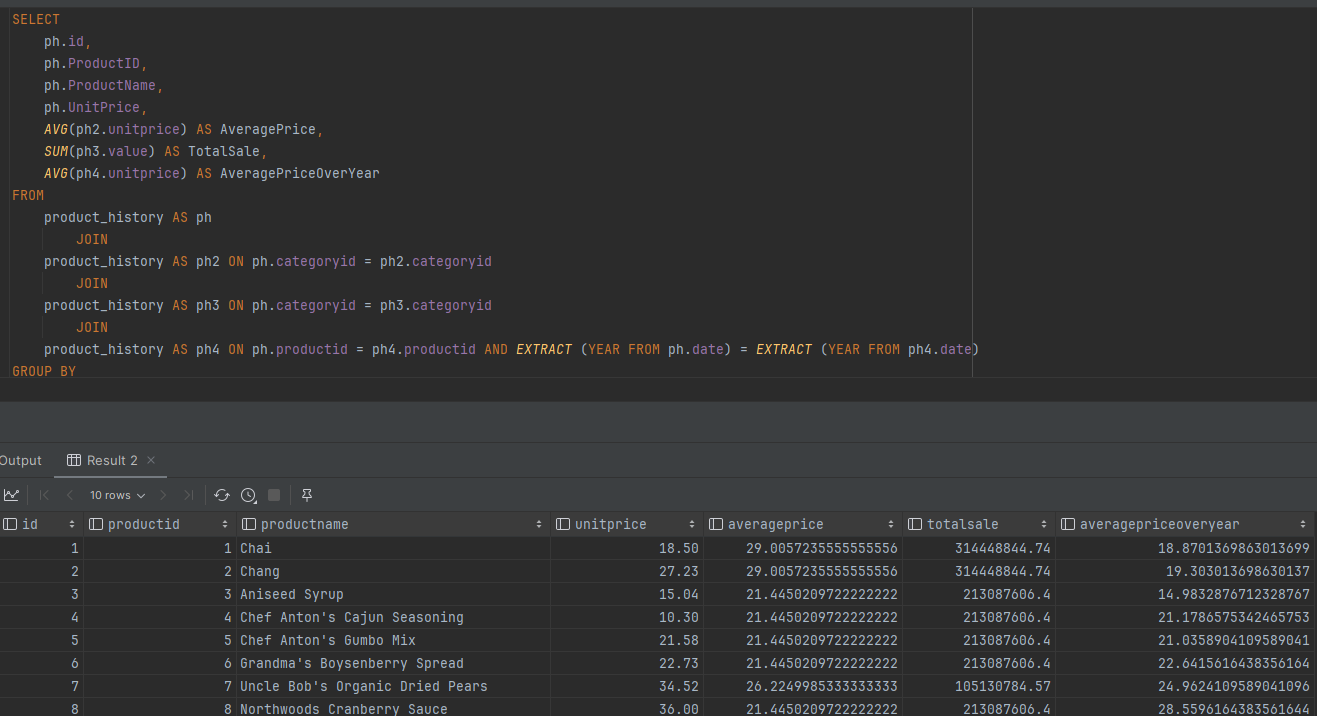 SELECT
ph.id,
ph.ProductID,
ph.ProductName,
ph.UnitPrice,
AVG(ph2.unitprice) AS AveragePrice,
SUM(ph3.value) AS TotalSale,
AVG(ph4.unitprice) AS AveragePriceOverYear
FROM
product_history AS ph
JOIN
product_history AS ph2 ON ph.categoryid = ph2.categoryid
JOIN
product_history AS ph3 ON ph.categoryid = ph3.categoryid
JOIN
product_history AS ph4 ON ph.productid = ph4.productid AND EXTRACT (YEAR FROM ph.date) = EXTRACT (YEAR FROM ph4.date)
GROUP BY
Output Result 2
10 rows
id productid productname unitprice averageprice totalsale averagepriceoveryear
1 1 Chai 18.50 29.0057235555555556 314448844.74 18.8701369863013699
2 2 Chang 27.23 29.0057235555555556 314448844.74 19.303013698630137
3 3 Aniseed Syrup 15.04 21.4450209722222222 213087606.4 14.9832876712328767
4 4 Chef Anton's Cajun Seasoning 10.30 21.4450209722222222 213087606.4 21.1786575342465753
5 5 Chef Anton's Gumbo Mix 21.58 21.4450209722222222 213087606.4 21.0358904109589041
6 6 Grandma's Boysenberry Spread 22.73 21.4450209722222222 213087606.4 22.6415616438356164
7 7 Uncle Bob's Organic Dried Pears 34.52 26.2249985333333333 105130784.57 24.9624109589041096
8 8 Northwoods Cranberry Sauce 36.00 21.4450209722222222 213087606.4 28.5596164383561644